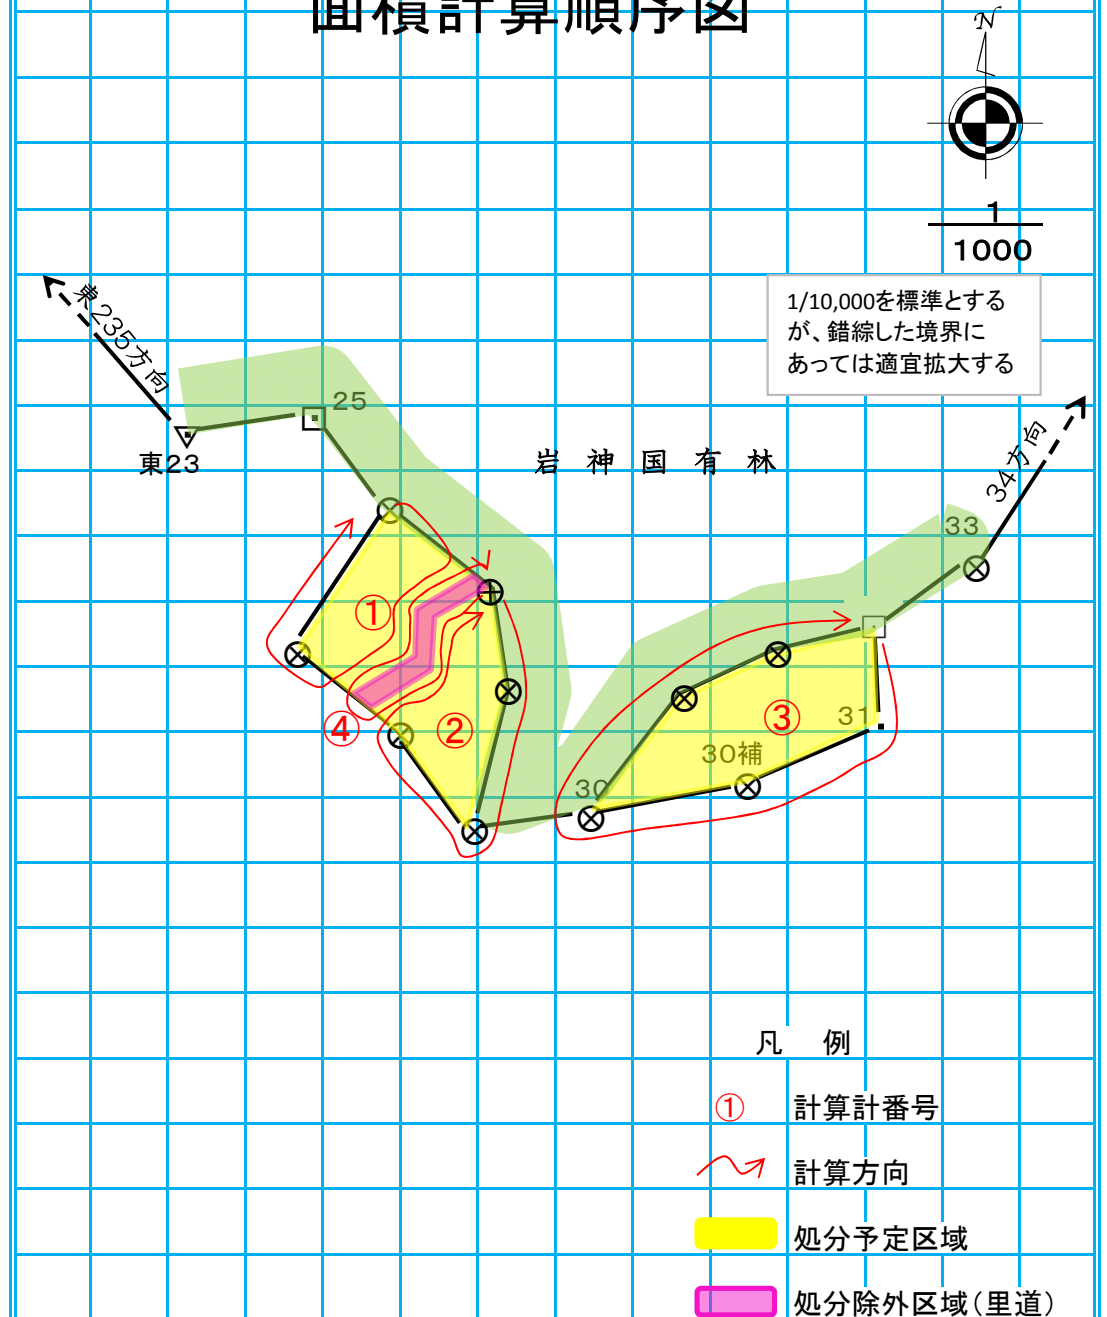 面積計算順序図
N
1
1000
1/10,000を標準とする
が、錯綜した境界に
あっては適宜拡大する
東235方向
25
東23
岩神国有林
34方向
33
①
④
②
③
31
30補
30
凡 例
① 計算計番号
計算方向
処分予定区域
処分除外区域(里道)